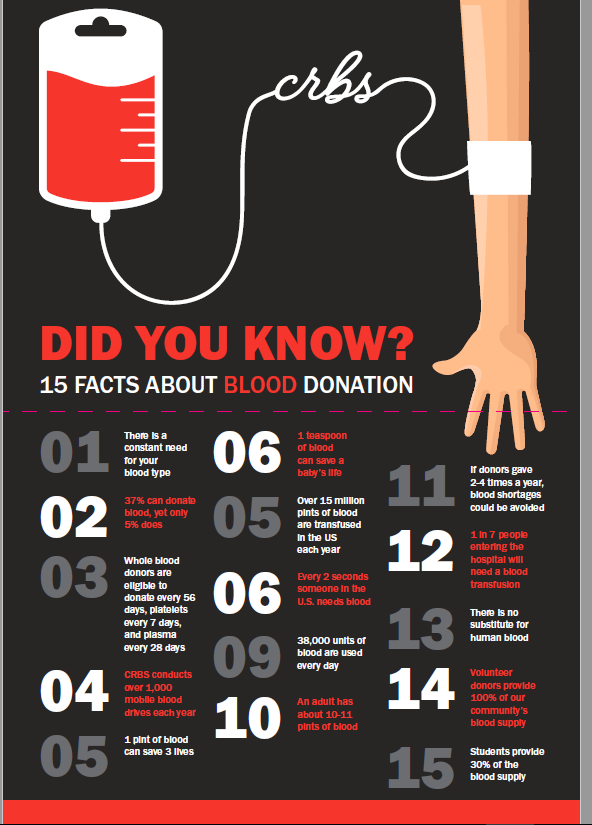 crbs
DID YOU KNOW?
15 FACTS ABOUT BLOOD DONATION
01
There is a
constant need
for your
blood type
02
37% can donate
blood, yet only
5% does
03
Whole blood
donors are
eligible to
donate every 56
days, platelets
every 7 days,
and plasma
every 28 days
04
CRBS conducts
over 1,000
mobile blood
drives each year
05
1 pint of blood
can save 3 lives
06
1 teaspoon
of blood
can save a
baby's life
05
Over 15 million
pints of blood
are transfused
in the US
each year
06
Every 2 seconds
someone in the
U.S. needs blood
09
38,000 units of
blood are used
every day
10
An adult has
about 10-11
pints of blood
11
If donors gave
2-4 times a year,
blood shortages
could be avoided
12
1 in 7 people
entering the
hospital will
need a blood
transfusion
13
There is no
substitute for
human blood
14
Volunteer
donors provide
100% of our
community's
blood supply
15
Students provide
30% of the
blood supply